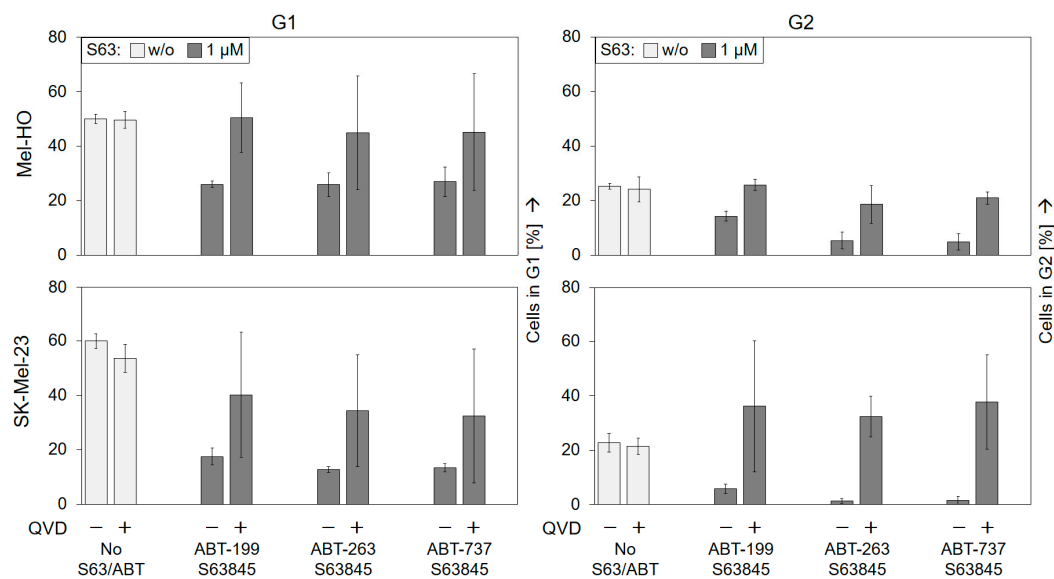 G1
G2
S63: w/o 1 µM
S63: w/o 1 µM
80
60
40
20
0
Mel-HO
80
60
40
20
0
80
60
40
20
0
SK-Mel-23
80
60
40
20
0
Cells in G1 [%] →
Cells in G2 [%] →
QVD − + − + − + − +
No ABT-199 ABT-263 ABT-737
S63/ABT S63845 S63845 S63845
QVD − + − + − + − +
No ABT-199 ABT-263 ABT-737
S63/ABT S63845 S63845 S63845